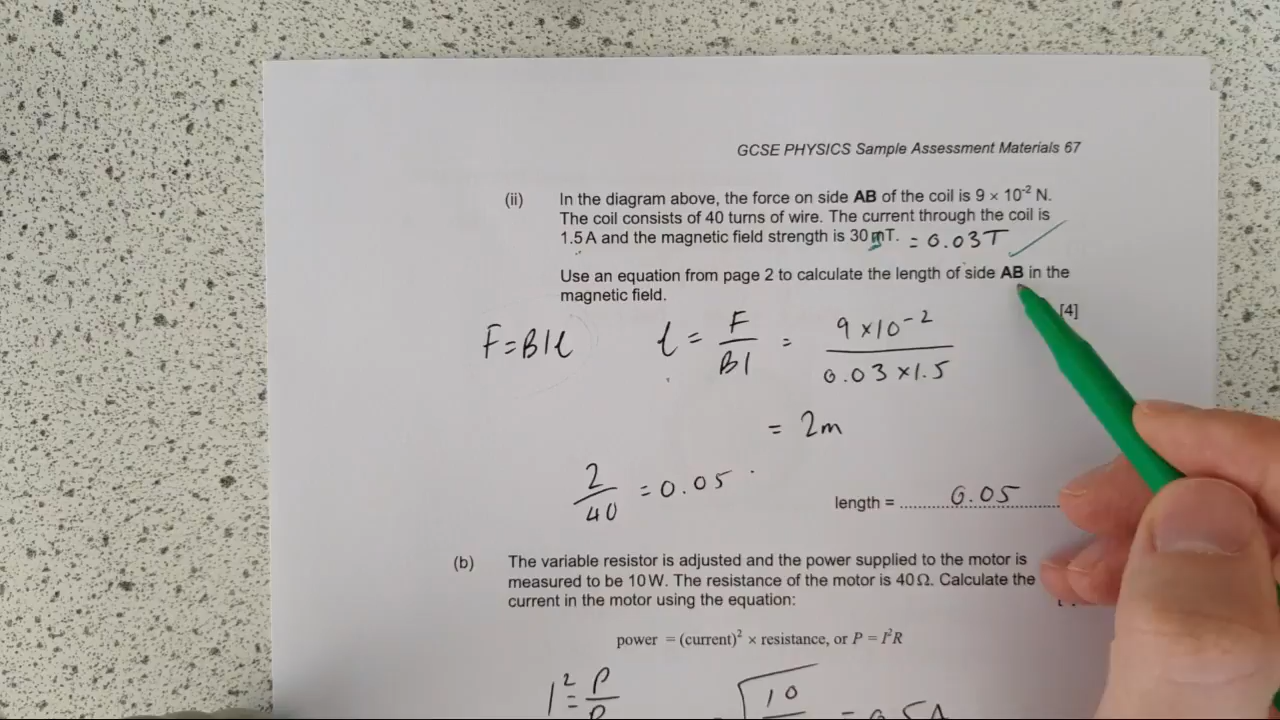 GCSE PHYSICS Sample Assessment Materials 67
(ii) In the diagram above, the force on side AB of the coil is 9 × 10⁻² N.
The coil consists of 40 turns of wire. The current through the coil is
1.5 A and the magnetic field strength is 30 mT. = 0.03T ✓
Use an equation from page 2 to calculate the length of side AB in the
magnetic field.
[4]
F=BIl l = F/BI = 9 × 10⁻² / 0.03 × 1.5
= 2m
2/40 = 0.05
length = 0.05
(b) The variable resistor is adjusted and the power supplied to the motor is
measured to be 10 W. The resistance of the motor is 40 Ω. Calculate the
current in the motor using the equation:
power = (current)² × resistance, or P = I²R
I² = P/R = √10 = 0.5A